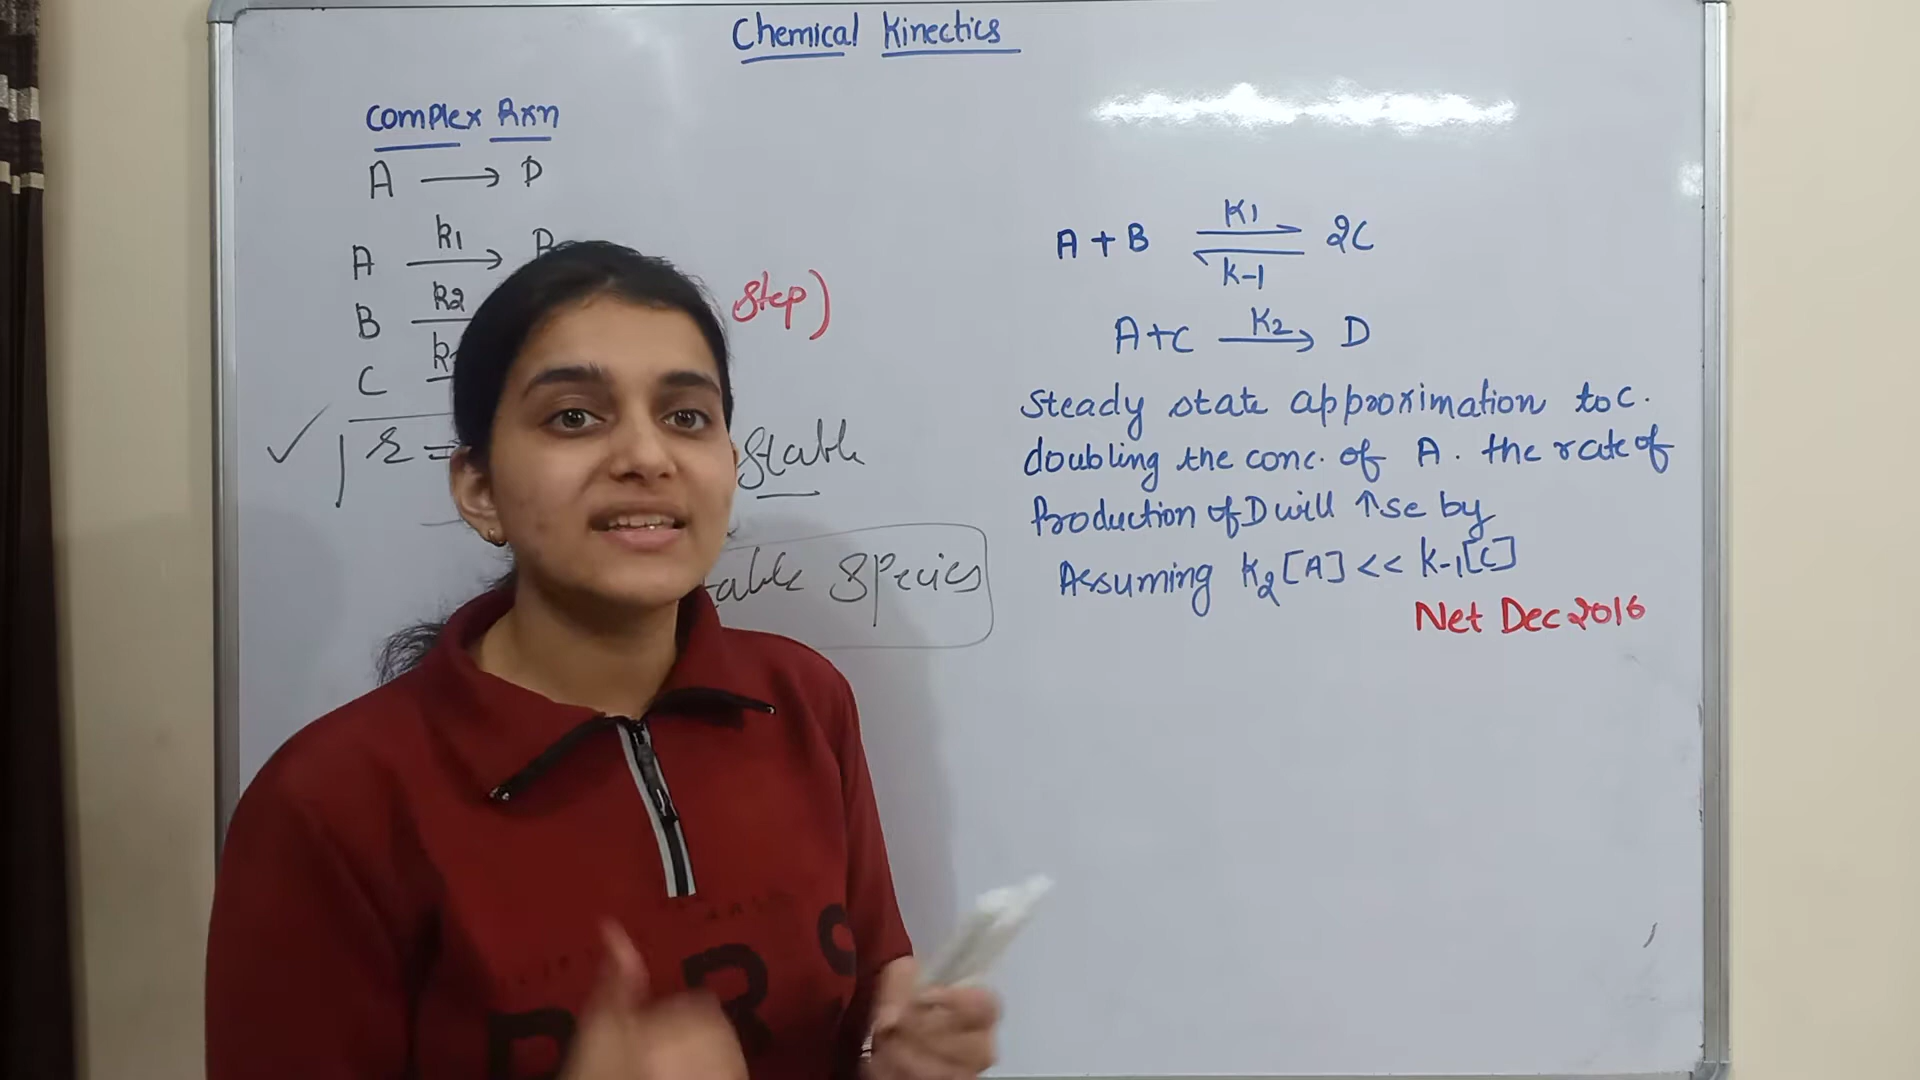 Chemical Kinectics
Complex Rxn
A ⟶ D
A k1⟶ B
B k2⟶
C
r =
step)
stable
Species
A + B k1⇌k-1 2C
A+C k2⟶ D
Steady state approximation to C.
doubling the conc. of A. the rate of
Production of D will ↑se by
Assuming k2[A] << k-1[C]
Net Dec 2016